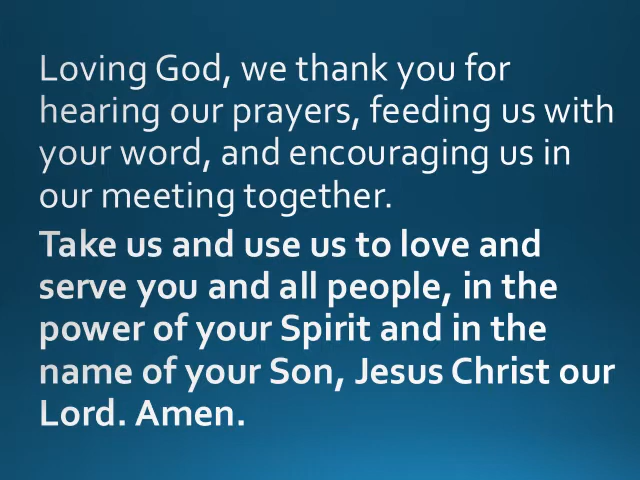 Loving God, we thank you for
hearing our prayers, feeding us with
your word, and encouraging us in
our meeting together.
Take us and use us to love and
serve you and all people, in the
power of your Spirit and in the
name of your Son, Jesus Christ our
Lord. Amen.